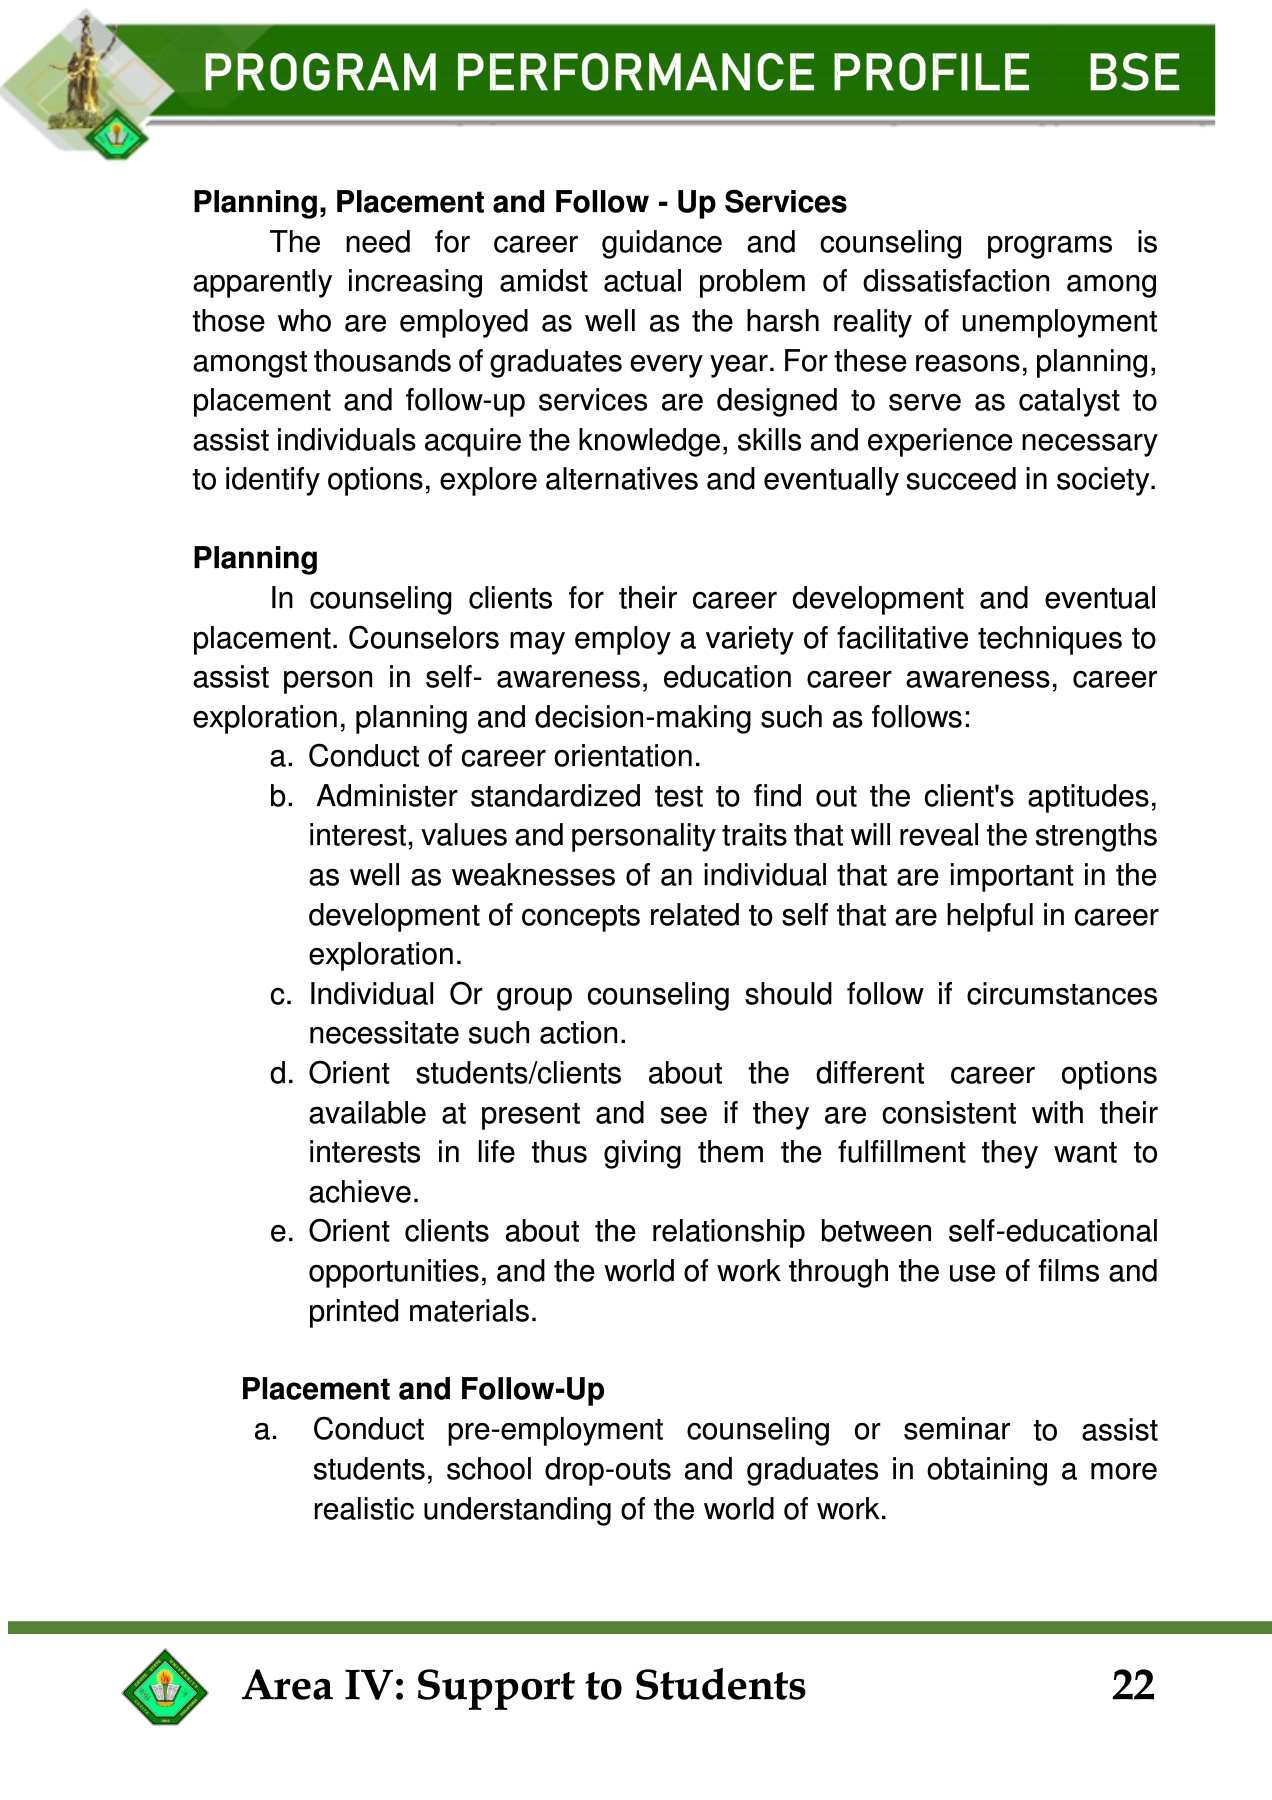 PROGRAM PERFORMANCE PROFILE BSE
Planning, Placement and Follow - Up Services
The need for career guidance and counseling programs is
apparently increasing amidst actual problem of dissatisfaction among
those who are employed as well as the harsh reality of unemployment
amongst thousands of graduates every year. For these reasons, planning,
placement and follow-up services are designed to serve as catalyst to
assist individuals acquire the knowledge, skills and experience necessary
to identify options, explore alternatives and eventually succeed in society.
Planning
In counseling clients for their career development and eventual
placement. Counselors may employ a variety of facilitative techniques to
assist person in self- awareness, education career awareness, career
exploration, planning and decision-making such as follows:
a. Conduct of career orientation.
b. Administer standardized test to find out the client's aptitudes,
interest, values and personality traits that will reveal the strengths
as well as weaknesses of an individual that are important in the
development of concepts related to self that are helpful in career
exploration.
c. Individual Or group counseling should follow if circumstances
necessitate such action.
d. Orient students/clients about the different career options
available at present and see if they are consistent with their
interests in life thus giving them the fulfillment they want to
achieve.
e. Orient clients about the relationship between self-educational
opportunities, and the world of work through the use of films and
printed materials.
Placement and Follow-Up
a. Conduct pre-employment counseling or seminar to assist
students, school drop-outs and graduates in obtaining a more
realistic understanding of the world of work.
Area IV: Support to Students 22